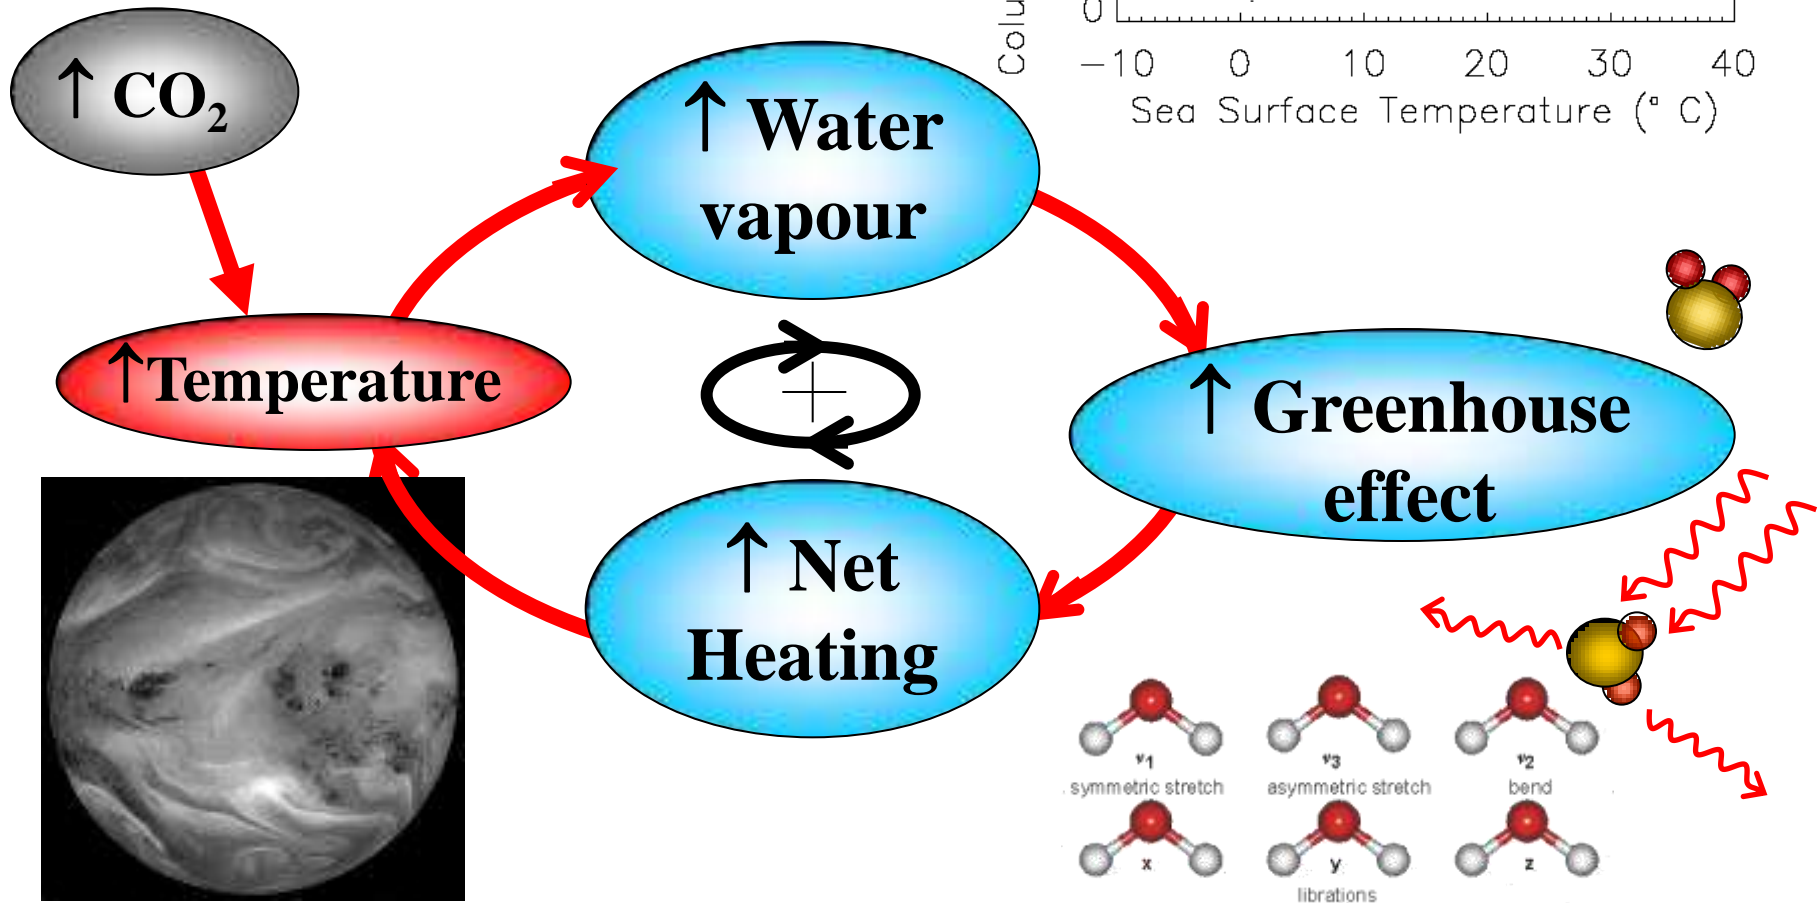 Colu
0
−10 0 10 20 30 40
Sea Surface Temperature (° C)
↑ CO₂
↑ Water
vapour
↑Temperature
+
↑ Greenhouse
effect
↑ Net
Heating
ν1 ν3 ν2
symmetric stretch asymmetric stretch bend
x y z
librations